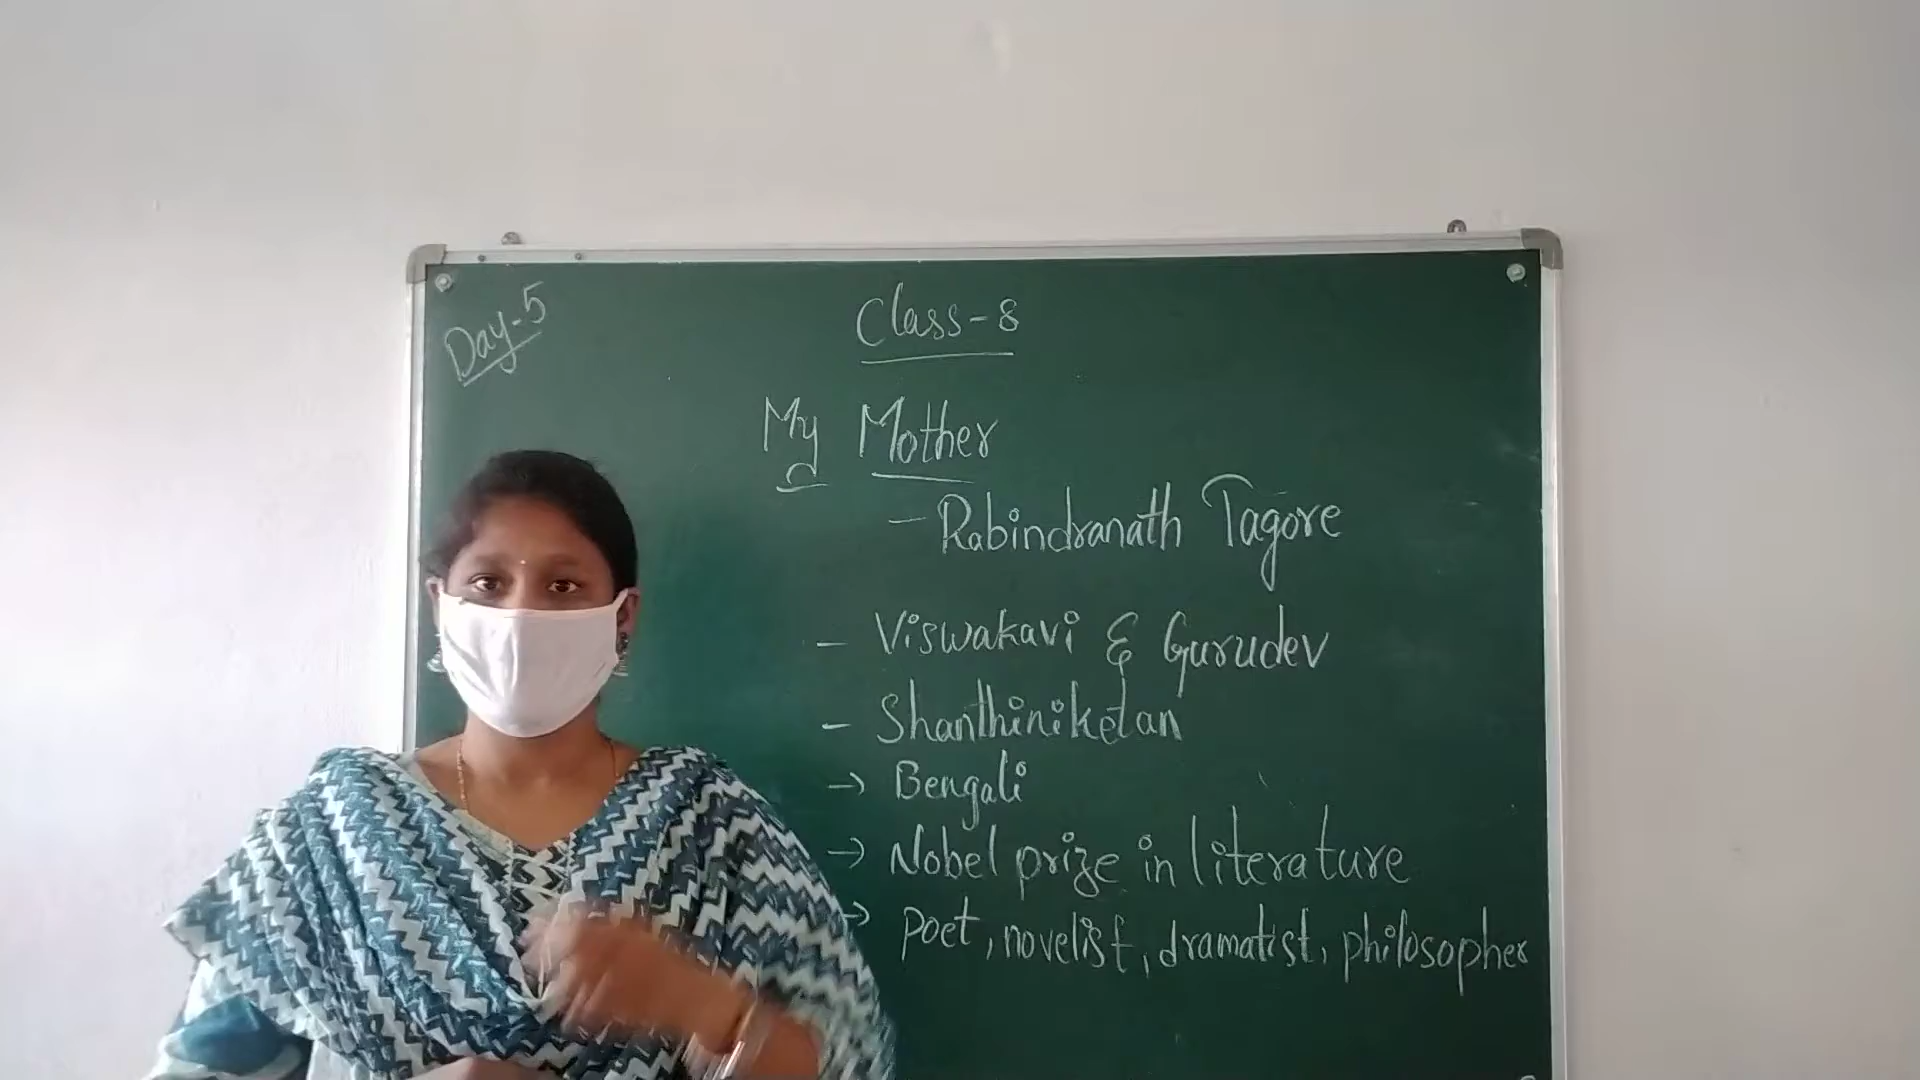 Day-5
Class-8
My Mother
- Rabindranath Tagore
- Viswakavi & Gurudev
- Shanthiniketan
→ Bengali
→ Nobel prize in literature
→ poet, novelist, dramatist, philosopher